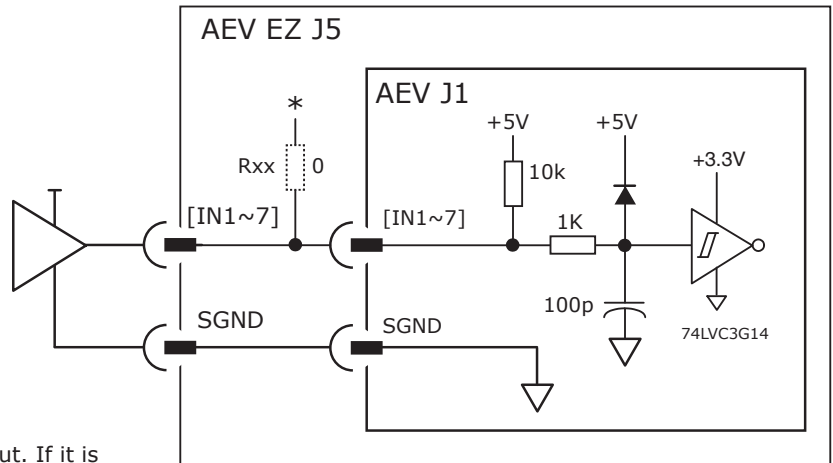 AEV EZ J5
AEV J1
*
+5V
+5V
+3.3V
Rxx
0
10k
[IN1~7]
[IN1~7]
1K
100p
74LVC3G14
SGND
SGND
ut. If it is